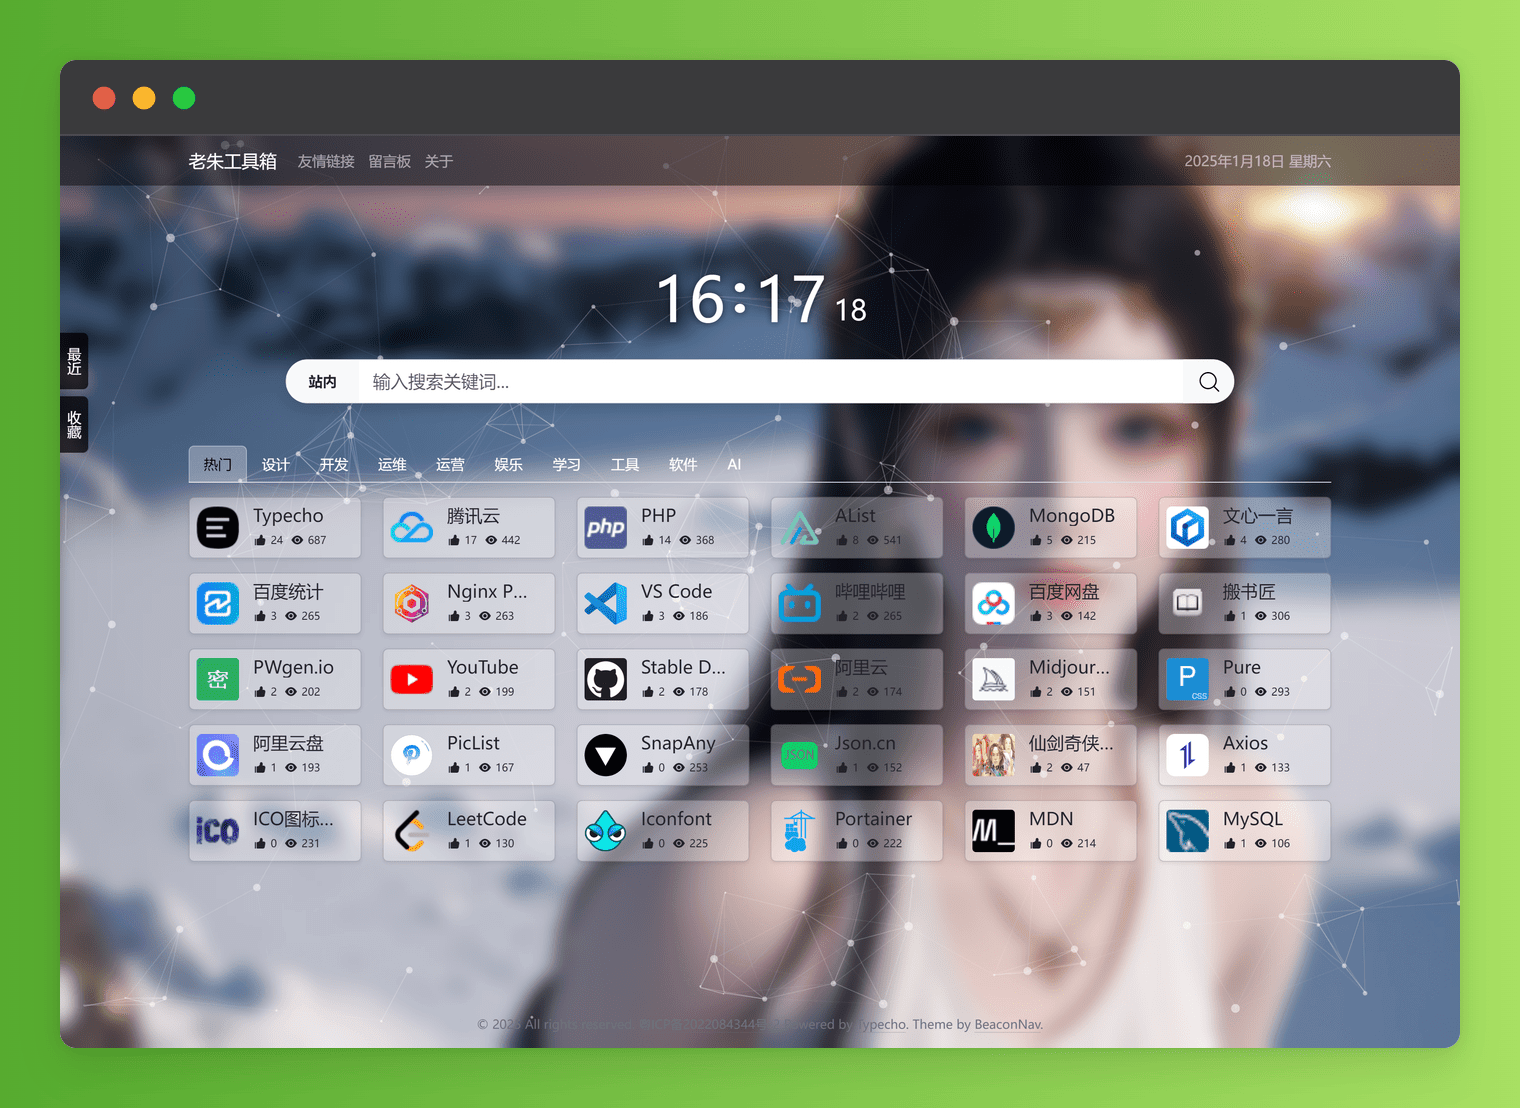 老朱工具箱 友情链接 留言板 关于 2025年1月18日 星期六
16:17 18
最近
收藏
站内 输入搜索关键词...
热门 设计 开发 运维 运营 娱乐 学习 工具 软件 AI
Typecho 腾讯云 PHP AList MongoDB 文心一言
24 687 17 442 14 368 8 541 5 215 4 280
百度统计 Nginx P... VS Code 哔哩哔哩 百度网盘 搬书匠
3 265 3 263 3 186 2 265 3 142 1 306
PWgen.io YouTube Stable D... 阿里云 Midjour... Pure
2 202 2 199 2 178 2 174 2 151 0 293
阿里云盘 PicList SnapAny Json.cn 仙剑奇侠... Axios
1 193 1 167 0 253 1 152 2 47 1 133
ICO图标... LeetCode Iconfont Portainer MDN MySQL
0 231 1 130 0 225 0 222 0 214 1 106
php
密
P
CSS
JSON
ICO
M_
© 2025 All rights reserved. Powered by Typecho. Theme by BeaconNav.